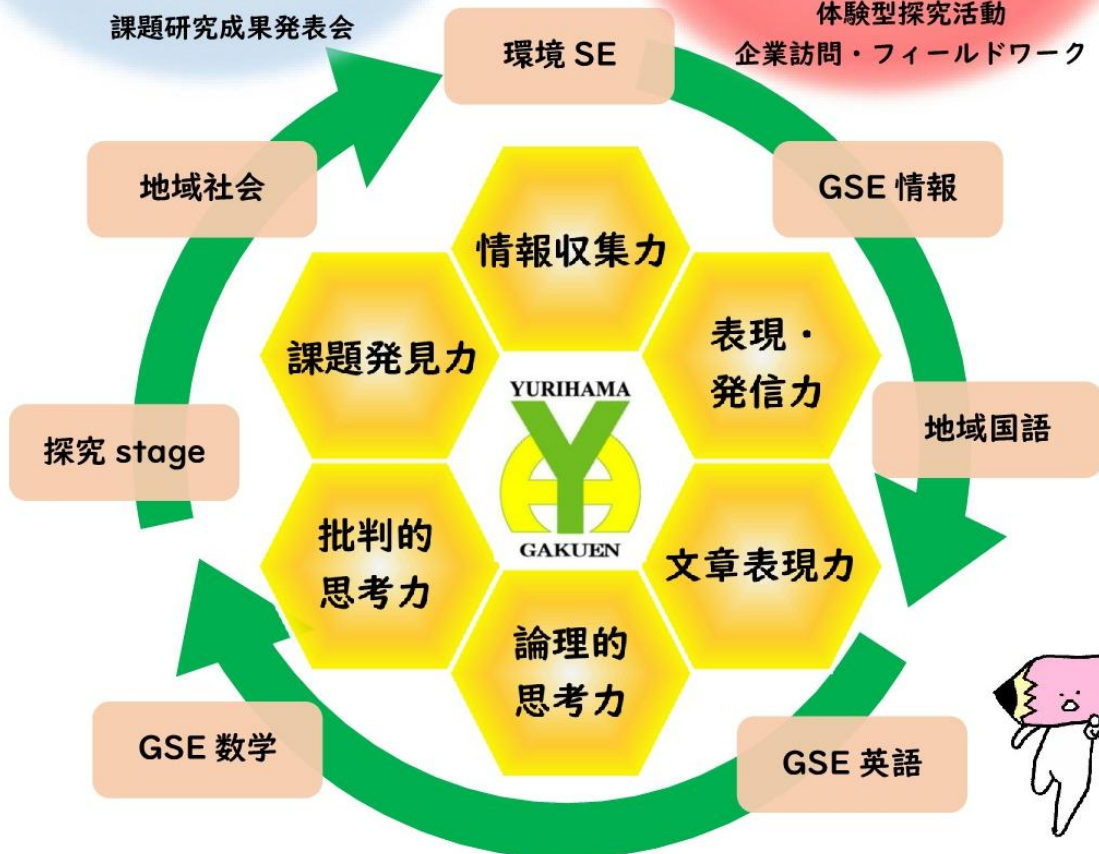 課題研究成果発表会
体験型探究活動
企業訪問・フィールドワーク
環境 SE
地域社会
GSE 情報
情報収集力
課題発見力
表現・
発信力
YURIHAMA
Y
GAKUEN
探究 stage
地域国語
批判的
思考力
文章表現力
論理的
思考力
GSE 数学
GSE 英語